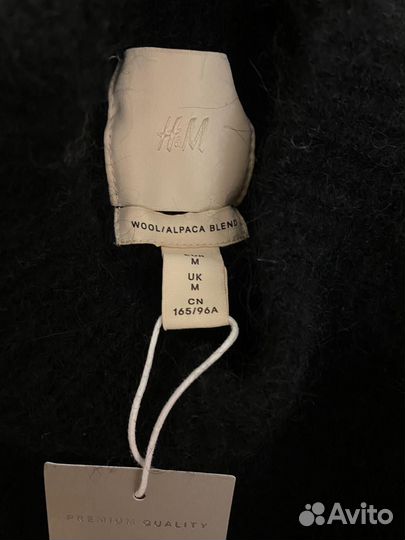 H&M
WOOL/ALPACA BLEND
M
UK
M
CN
165/96A
PREMIUM QUALITY
Avito